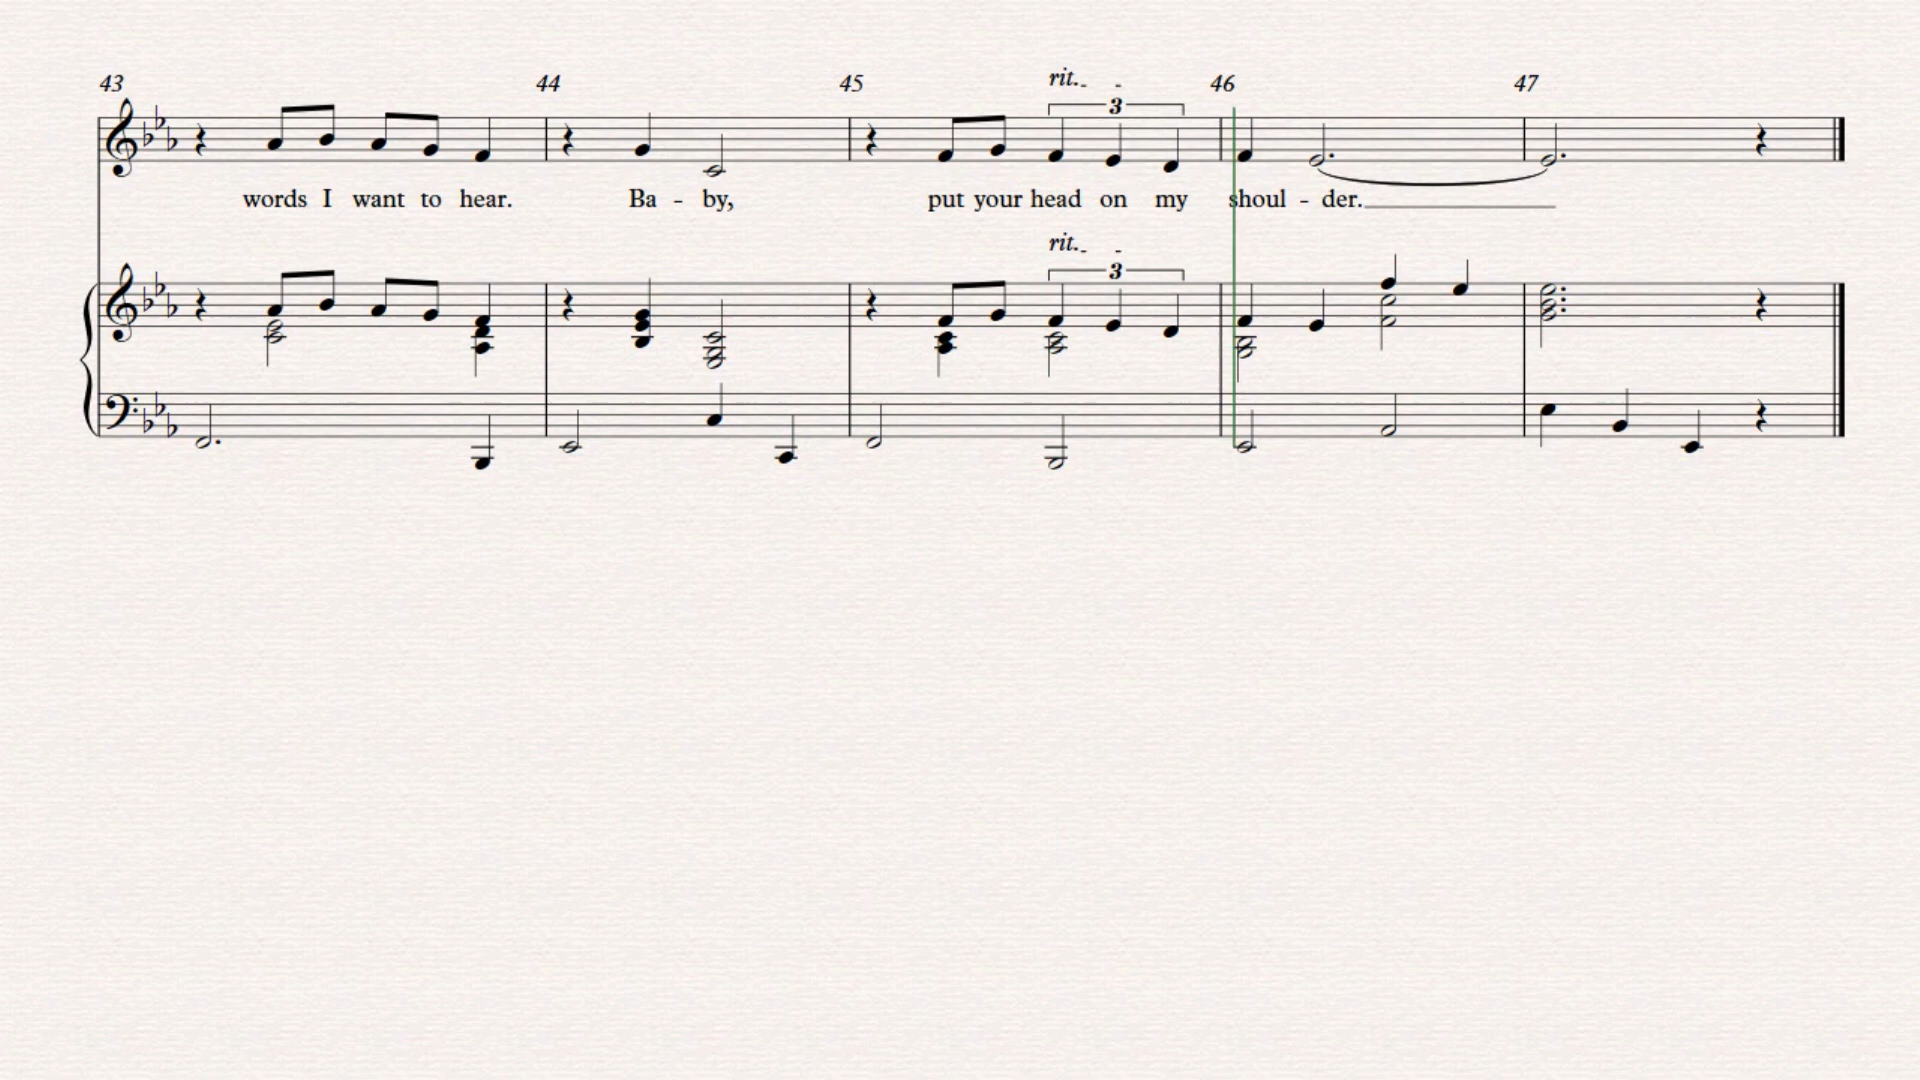 43 44 45 46 47
rit.
3
words I want to hear. Ba - by, put your head on my shoul - der.
rit.
3